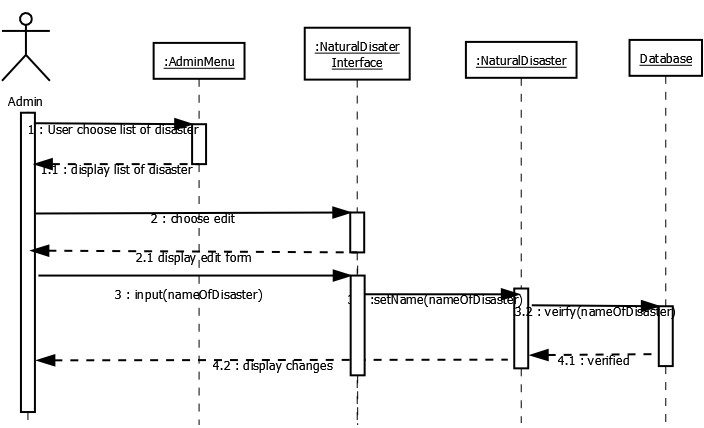 :NaturalDisater
Interface
:AdminMenu
:NaturalDisaster
Database
Admin
1 : User choose list of disaster
1.1 : display list of disaster
2 : choose edit
2.1 display edit form
3 : input(nameOfDisaster)
3 :setName(nameOfDisaster)
3.2 : veirfy(nameOfDisaster)
4.1 : verified
4.2 : display changes